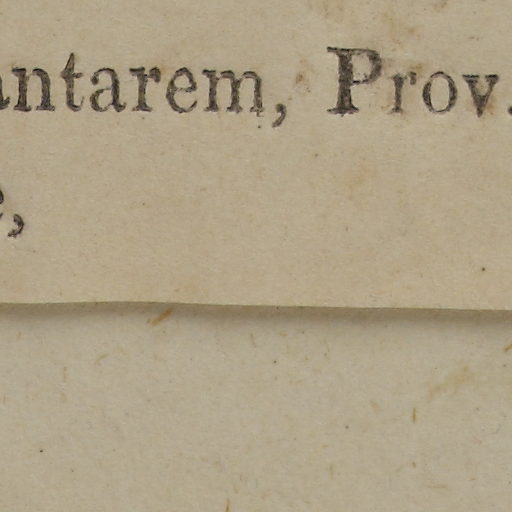 antarem, Prov.
e,